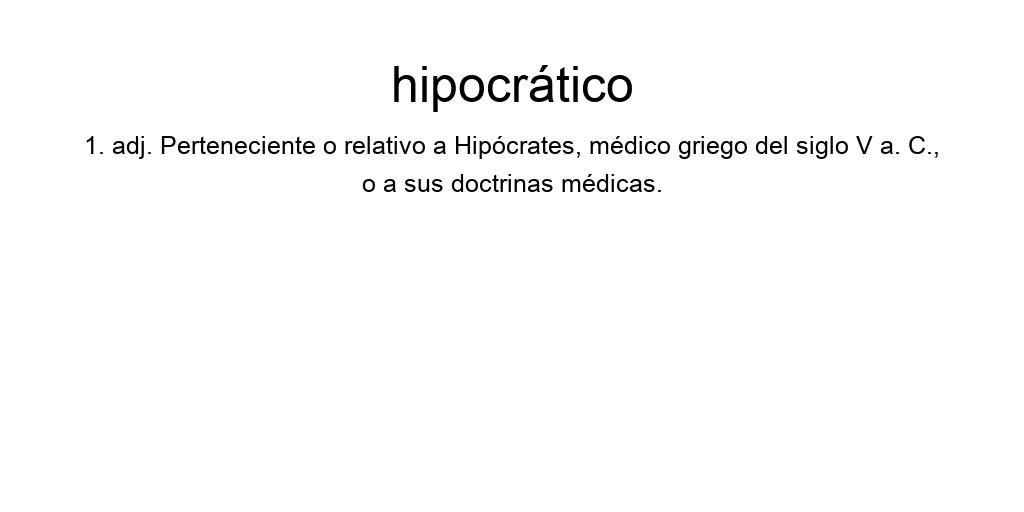 hipocrático
1. adj. Perteneciente o relativo a Hipócrates, médico griego del siglo V a. C.,
o a sus doctrinas médicas.